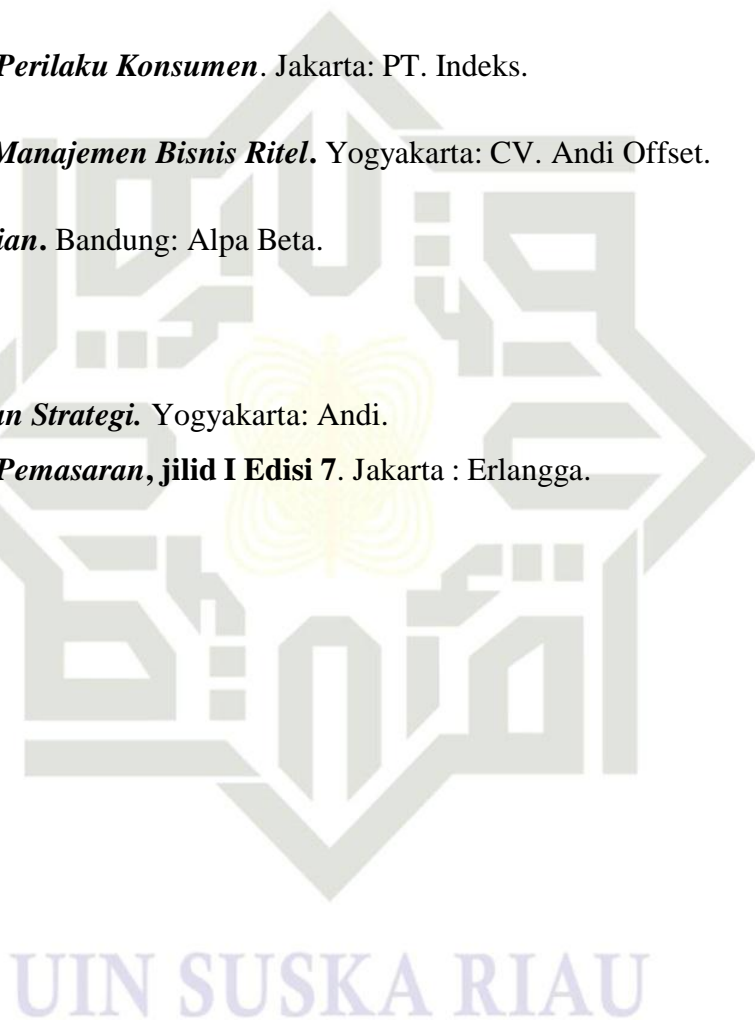 Perilaku Konsumen. Jakarta: PT. Indeks.
Manajemen Bisnis Ritel. Yogyakarta: CV. Andi Offset.
ian. Bandung: Alpa Beta.
an Strategi. Yogyakarta: Andi.
Pemasaran, jilid I Edisi 7. Jakarta : Erlangga.
UIN SUSKA RIAU